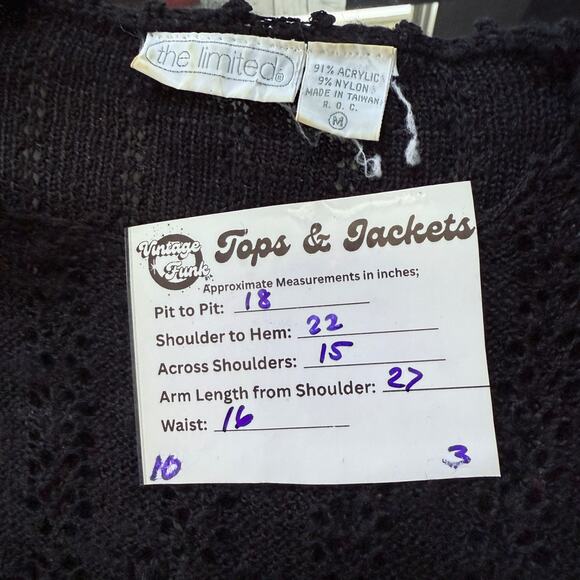 the limited®
91% ACRYLIC
9% NYLON
MADE IN TAIWAN
R. O. C.
M
Vintage
Funk
Tops & Jackets
Approximate Measurements in inches;
Pit to Pit: 18
Shoulder to Hem: 22
Across Shoulders: 15
Arm Length from Shoulder: 27
Waist: 16
10
3